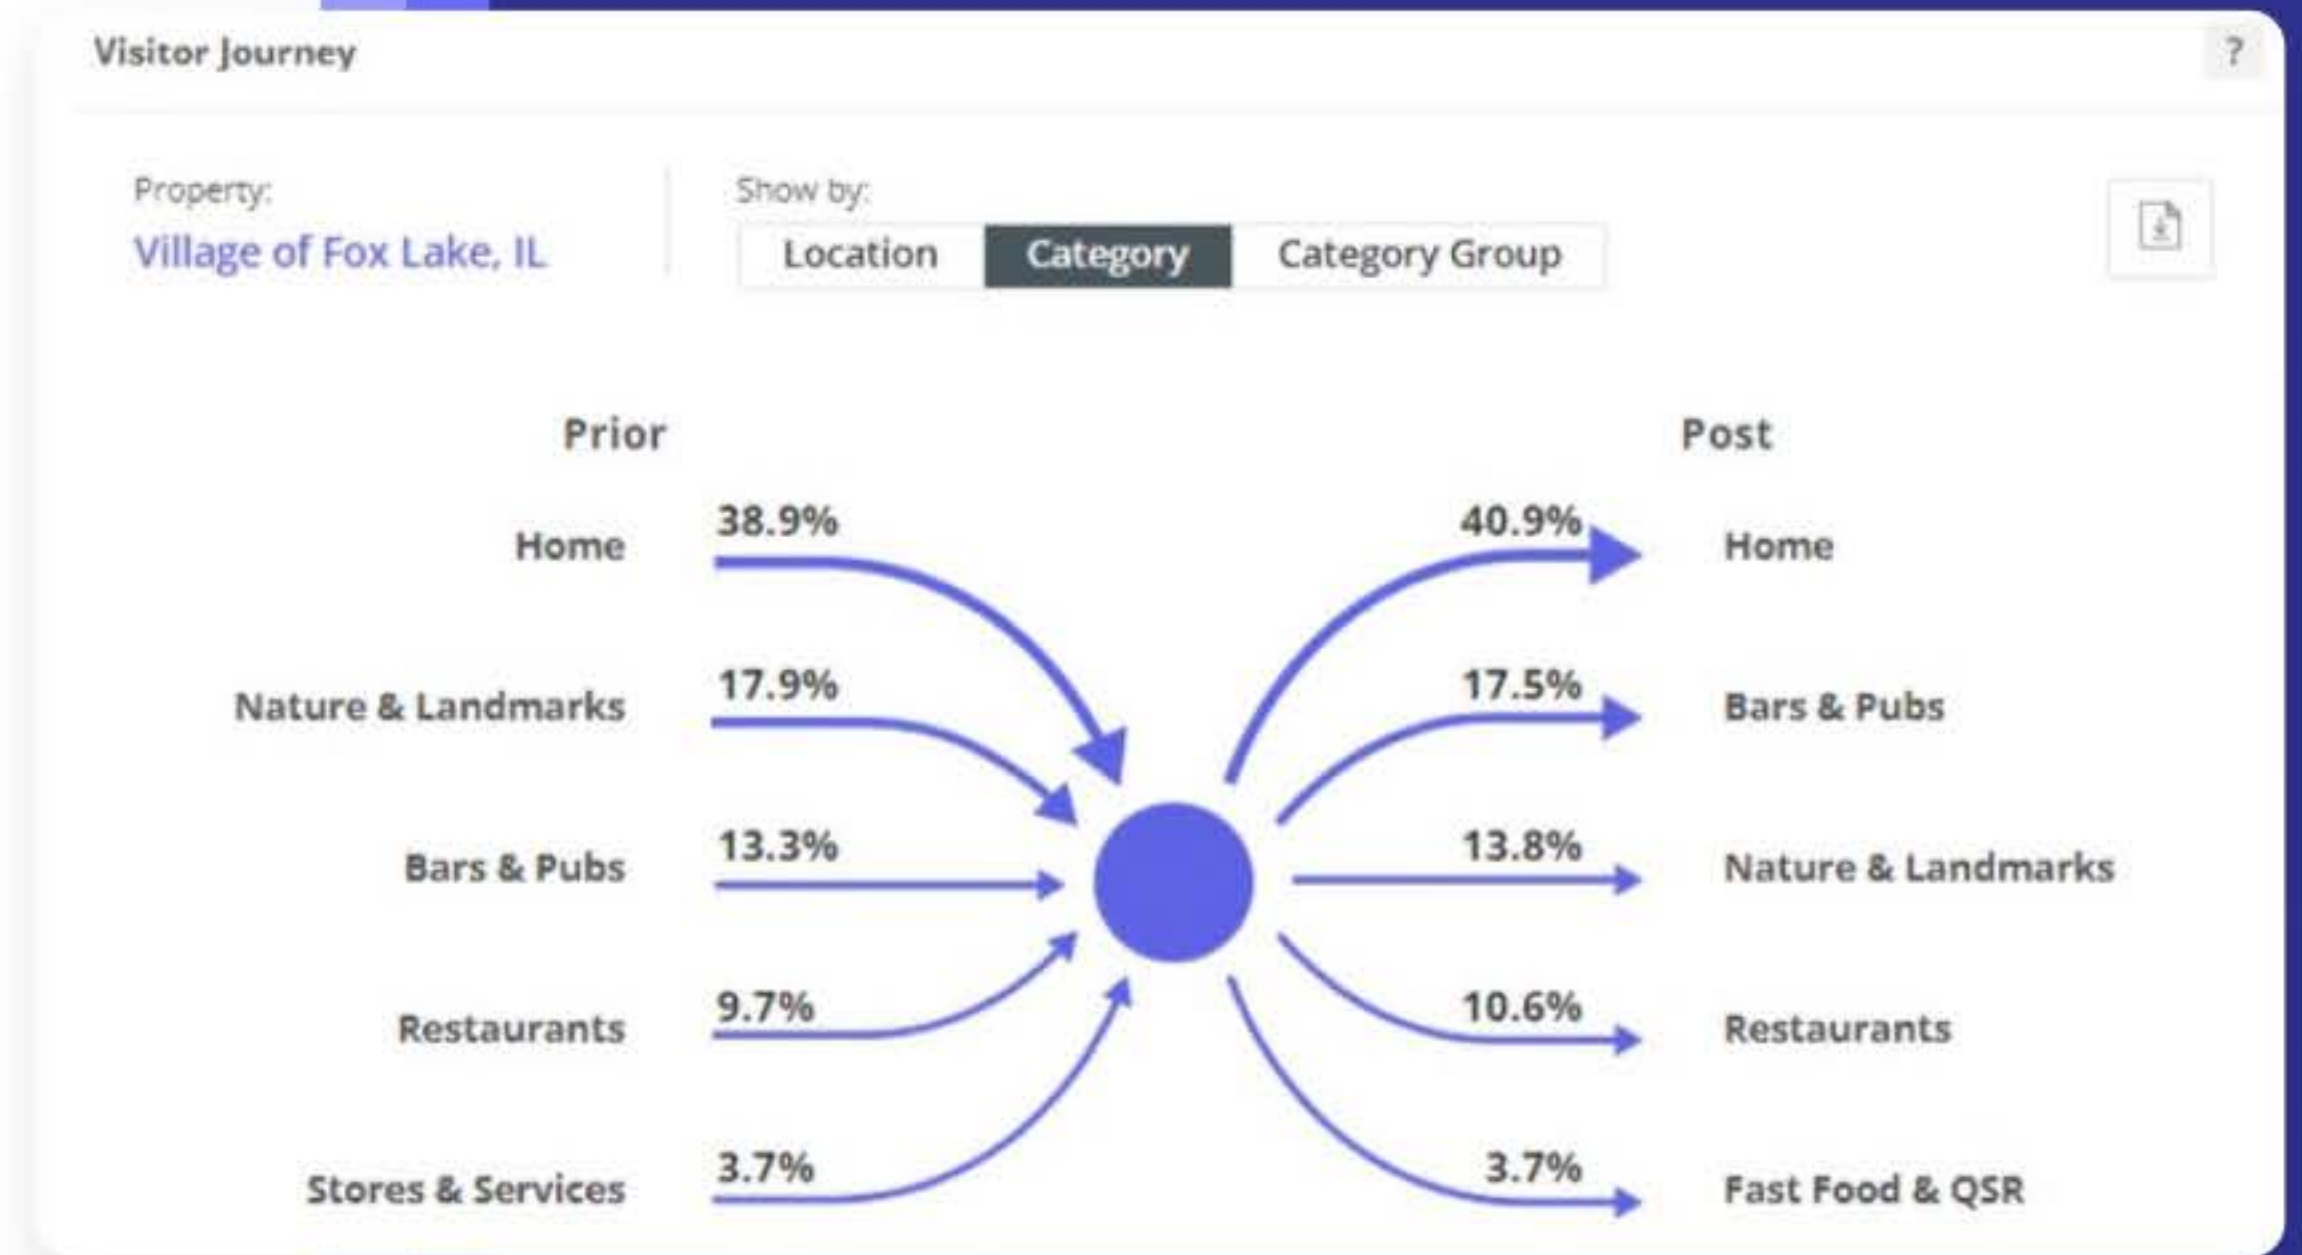 Visitor Journey
?
Property:
Village of Fox Lake, IL
Show by:
Location
Category
Category Group
Prior
Post
38.9%
Home
40.9%
Home
17.9%
Nature & Landmarks
17.5%
Bars & Pubs
13.3%
Bars & Pubs
13.8%
Nature & Landmarks
9.7%
Restaurants
10.6%
Restaurants
3.7%
Stores & Services
3.7%
Fast Food & QSR